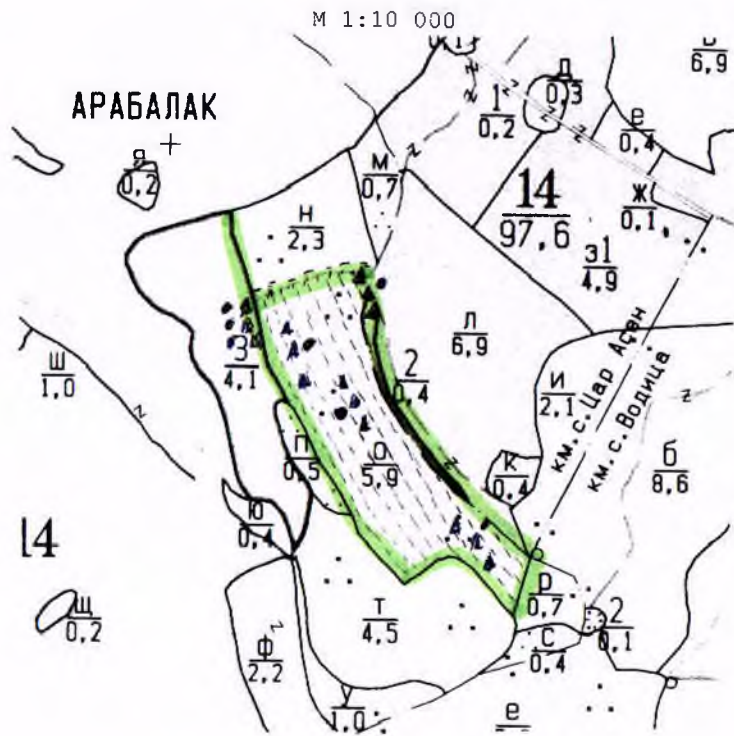 М 1:10 000
0,1
6,9
АРАБАЛАК
я
0,2
м
0,7
1
0,2
д
0,3
е
0,4
14
97,6
ж
0,1
н
2,3
з1
4,9
л
6,9
З
4,1
2
0,4
ш
1,0
и
2,1
км. с. Цар Асен
км. с. Водица
б
8,6
п
0,5
о
5,9
к
0,4
ю
0,4
14
щ
0,2
т
4,5
р
0,7
2
0,1
с
0,4
ф
2,2
у
1,0
е